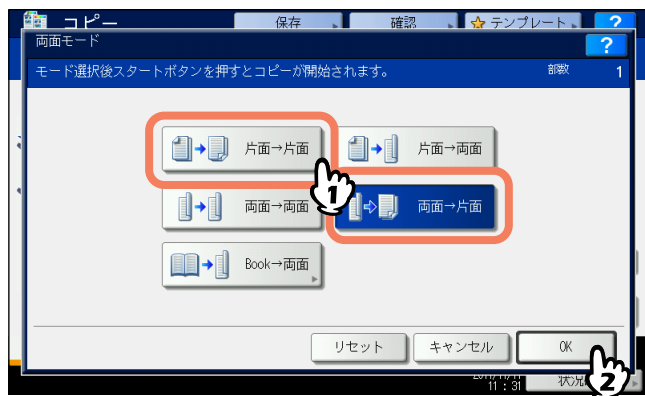 コピー 保存 確認 テンプレート ?
両面モード ?
モード選択後スタートボタンを押すとコピーが開始されます。 部数 1
片面→片面 片面→両面
1
両面→両面 両面→片面
Book→両面
リセット キャンセル OK
2
11:31 状況